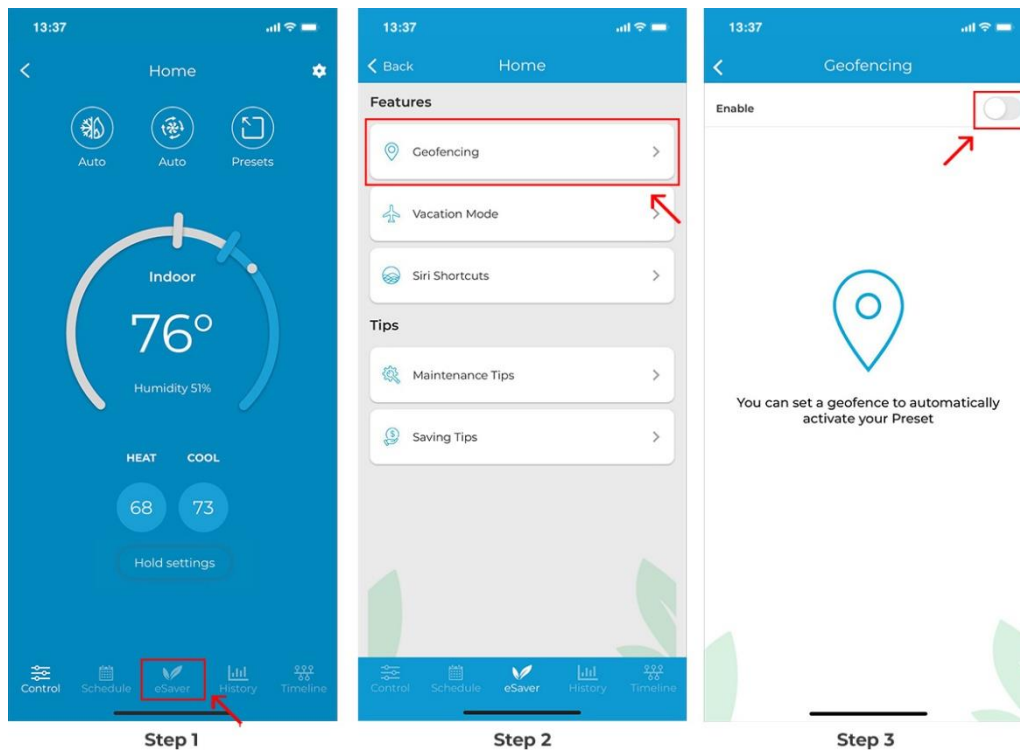 13:37
Home
Auto
Auto
Presets
Indoor
76°
Humidity 51%
HEAT COOL
68 73
Hold settings
Control Schedule eSaver History Timeline
Step 1
13:37
Back Home
Features
Geofencing
Vacation Mode
Siri Shortcuts
Tips
Maintenance Tips
Saving Tips
Control Schedule eSaver History Timeline
Step 2
13:37
Geofencing
Enable
You can set a geofence to automatically
activate your Preset
Step 3